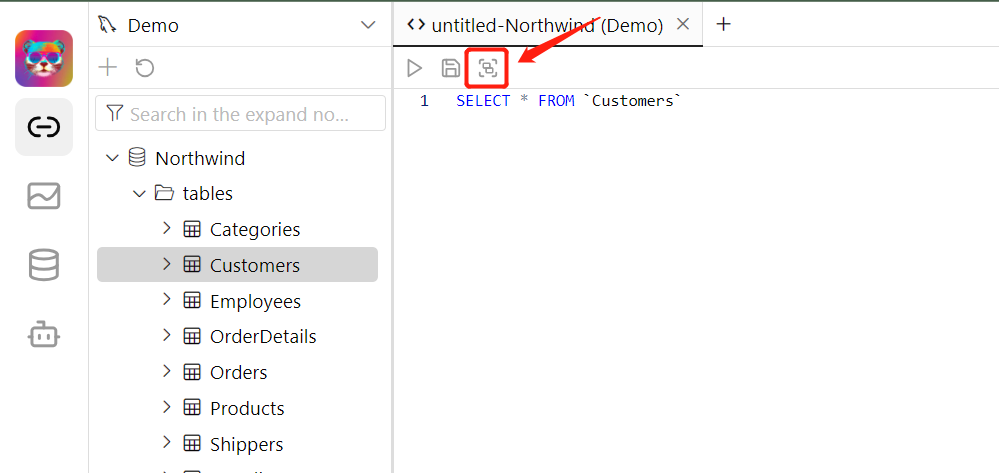 Demo
untitled-Northwind (Demo)
Search in the expand no...
1 SELECT * FROM `Customers`
Northwind
tables
Categories
Customers
Employees
OrderDetails
Orders
Products
Shippers